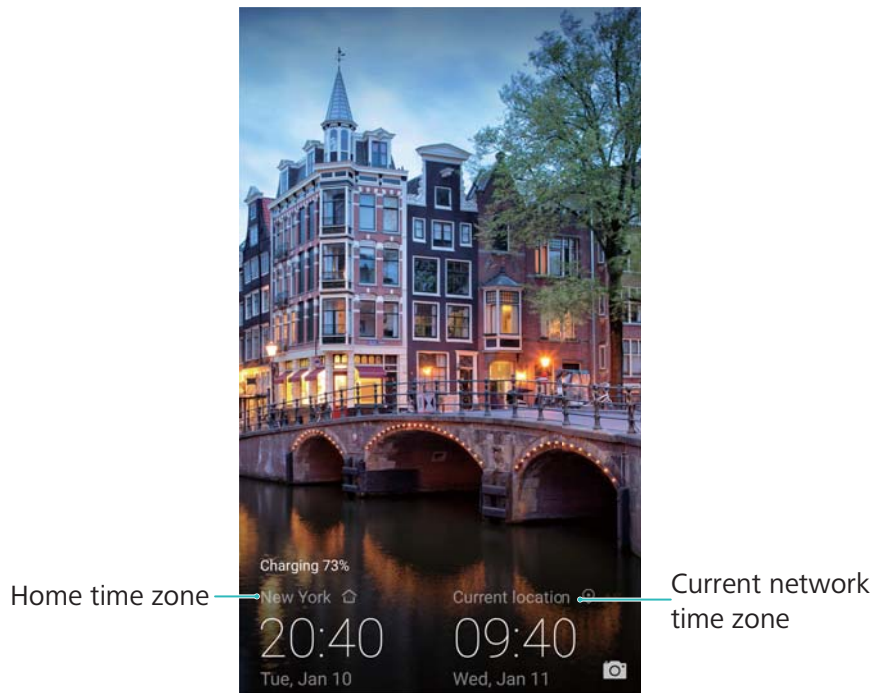 Charging 73%
Home time zone
New York
Current location
Current network
time zone
20:40
09:40
Tue, Jan 10
Wed, Jan 11